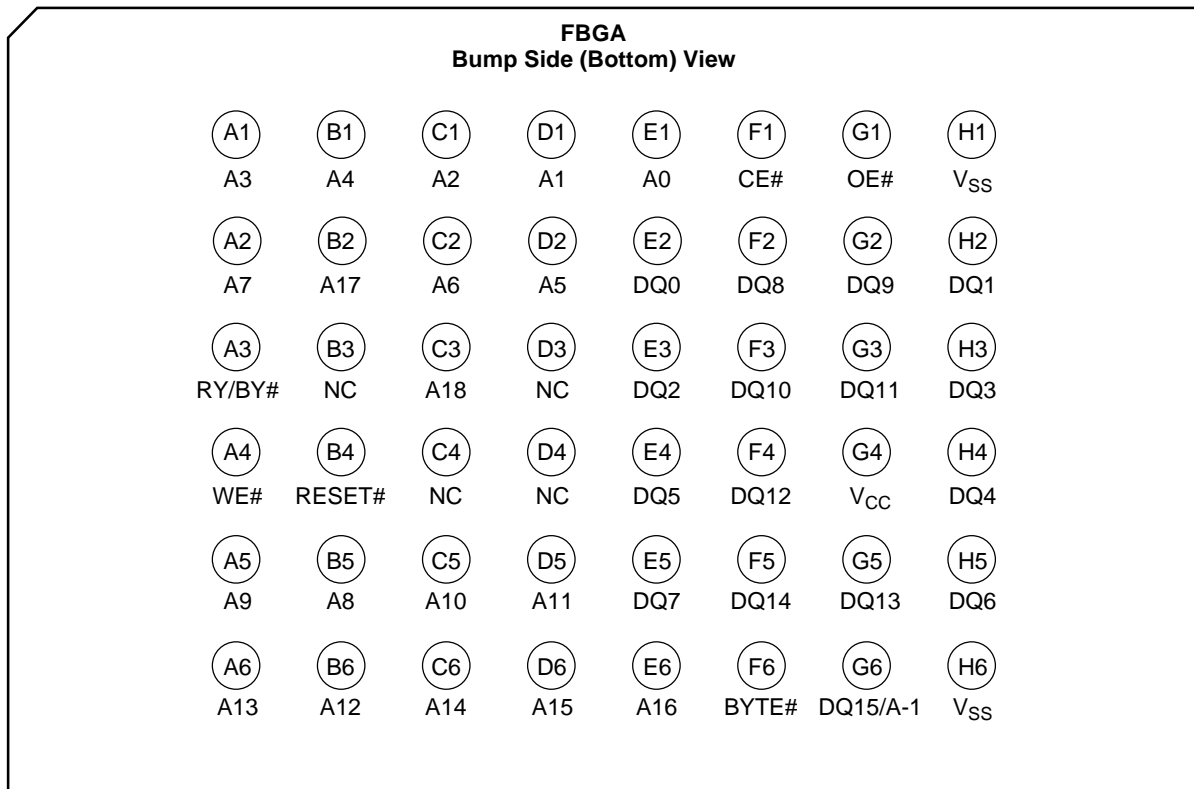 FBGA
Bump Side (Bottom) View
A1 B1 C1 D1 E1 F1 G1 H1
A3 A4 A2 A1 A0 CE# OE# VSS
A2 B2 C2 D2 E2 F2 G2 H2
A7 A17 A6 A5 DQ0 DQ8 DQ9 DQ1
A3 B3 C3 D3 E3 F3 G3 H3
RY/BY# NC A18 NC DQ2 DQ10 DQ11 DQ3
A4 B4 C4 D4 E4 F4 G4 H4
WE# RESET# NC NC DQ5 DQ12 VCC DQ4
A5 B5 C5 D5 E5 F5 G5 H5
A9 A8 A10 A11 DQ7 DQ14 DQ13 DQ6
A6 B6 C6 D6 E6 F6 G6 H6
A13 A12 A14 A15 A16 BYTE# DQ15/A-1 VSS